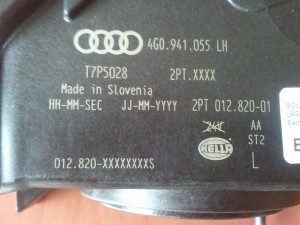 4G0.941.055 LH
T7P5028 2PT.XXXX
Made in Slovenia
HH-MM-SEC JJ-MM-YYYY 2PT 012.820-01
24V AA
HELLA ST2
012.820-XXXXXXXXS L